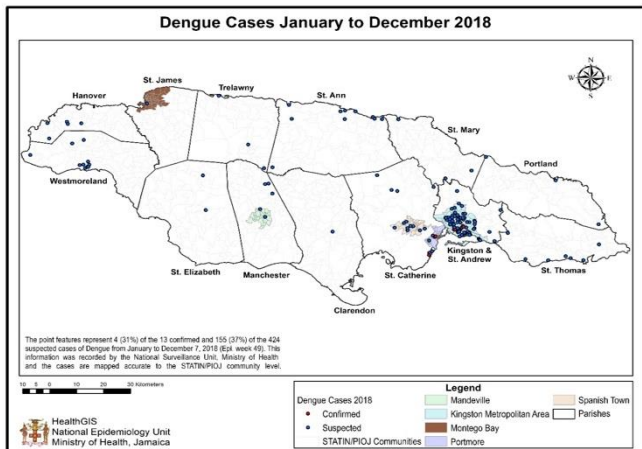 Dengue Cases January to December 2018
N
W E
S
St. James
Hanover
Trelawny
St. Ann
St. Mary
Portland
Westmoreland
Kingston &
St. Andrew
St. Elizabeth
Manchester
St. Catherine
St. Thomas
Clarendon
The point features represent 4 (31%) of the 13 confirmed and 155 (37%) of the 424
suspected cases of Dengue from January to December 7, 2018 (Epi. week 49). This
information was recorded by the National Surveillance Unit, Ministry of Health
and the cases are mapped accurate to the STATIN/PIOJ community level.
10 5 0 10 20 30 Kilometers
HealthGIS
National Epidemiology Unit
Ministry of Health, Jamaica
Legend
Dengue Cases 2018
Confirmed
Suspected
STATIN/PIOJ Communities
Mandeville
Kingston Metropolitan Area
Montego Bay
Portmore
Spanish Town
Parishes